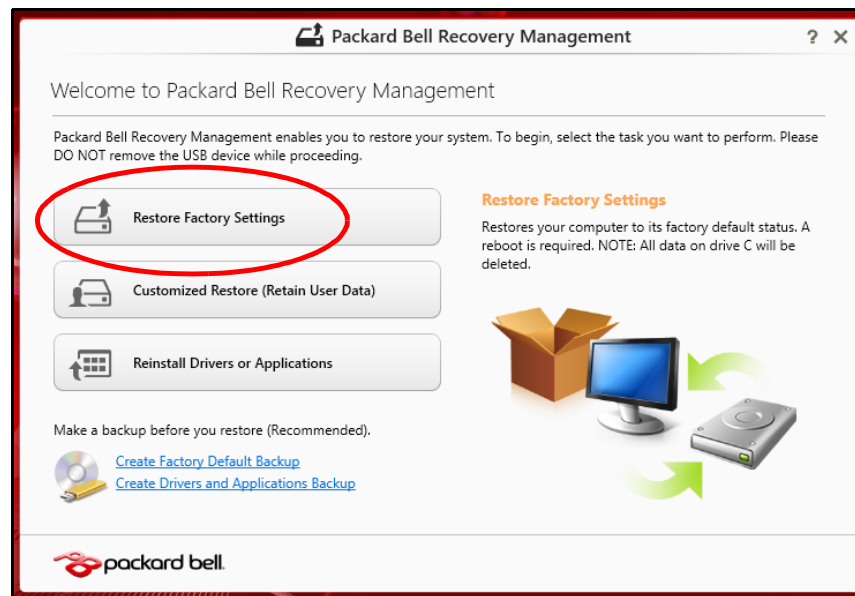 Packard Bell Recovery Management
?
Welcome to Packard Bell Recovery Management
Packard Bell Recovery Management enables you to restore your system. To begin, select the task you want to perform. Please
DO NOT remove the USB device while proceeding.
Restore Factory Settings
Customized Restore (Retain User Data)
Reinstall Drivers or Applications
Restore Factory Settings
Restores your computer to its factory default status. A
reboot is required. NOTE: All data on drive C will be
deleted.
Make a backup before you restore (Recommended).
Create Factory Default Backup
Create Drivers and Applications Backup
packard bell.